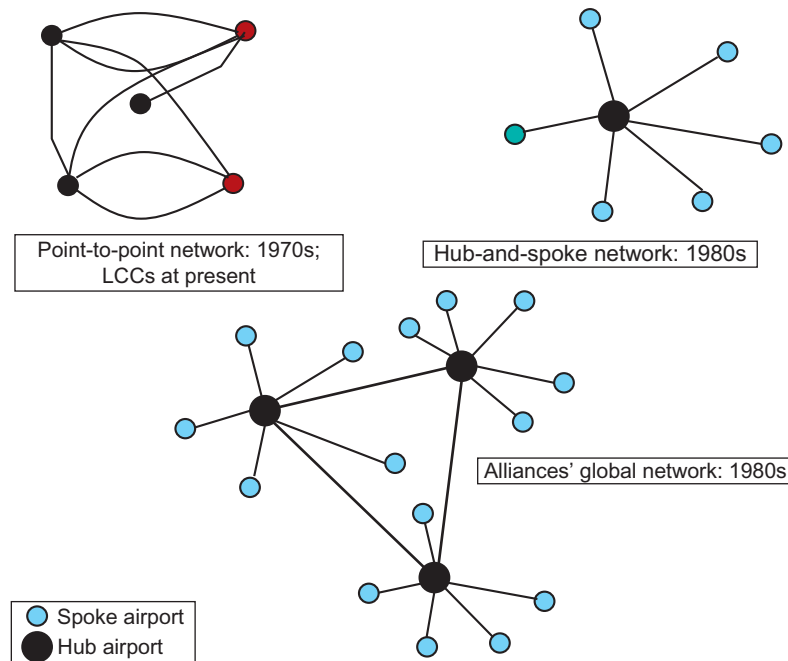 Point-to-point network: 1970s;
LCCs at present
Hub-and-spoke network: 1980s
Alliances' global network: 1980s
Spoke airport
Hub airport